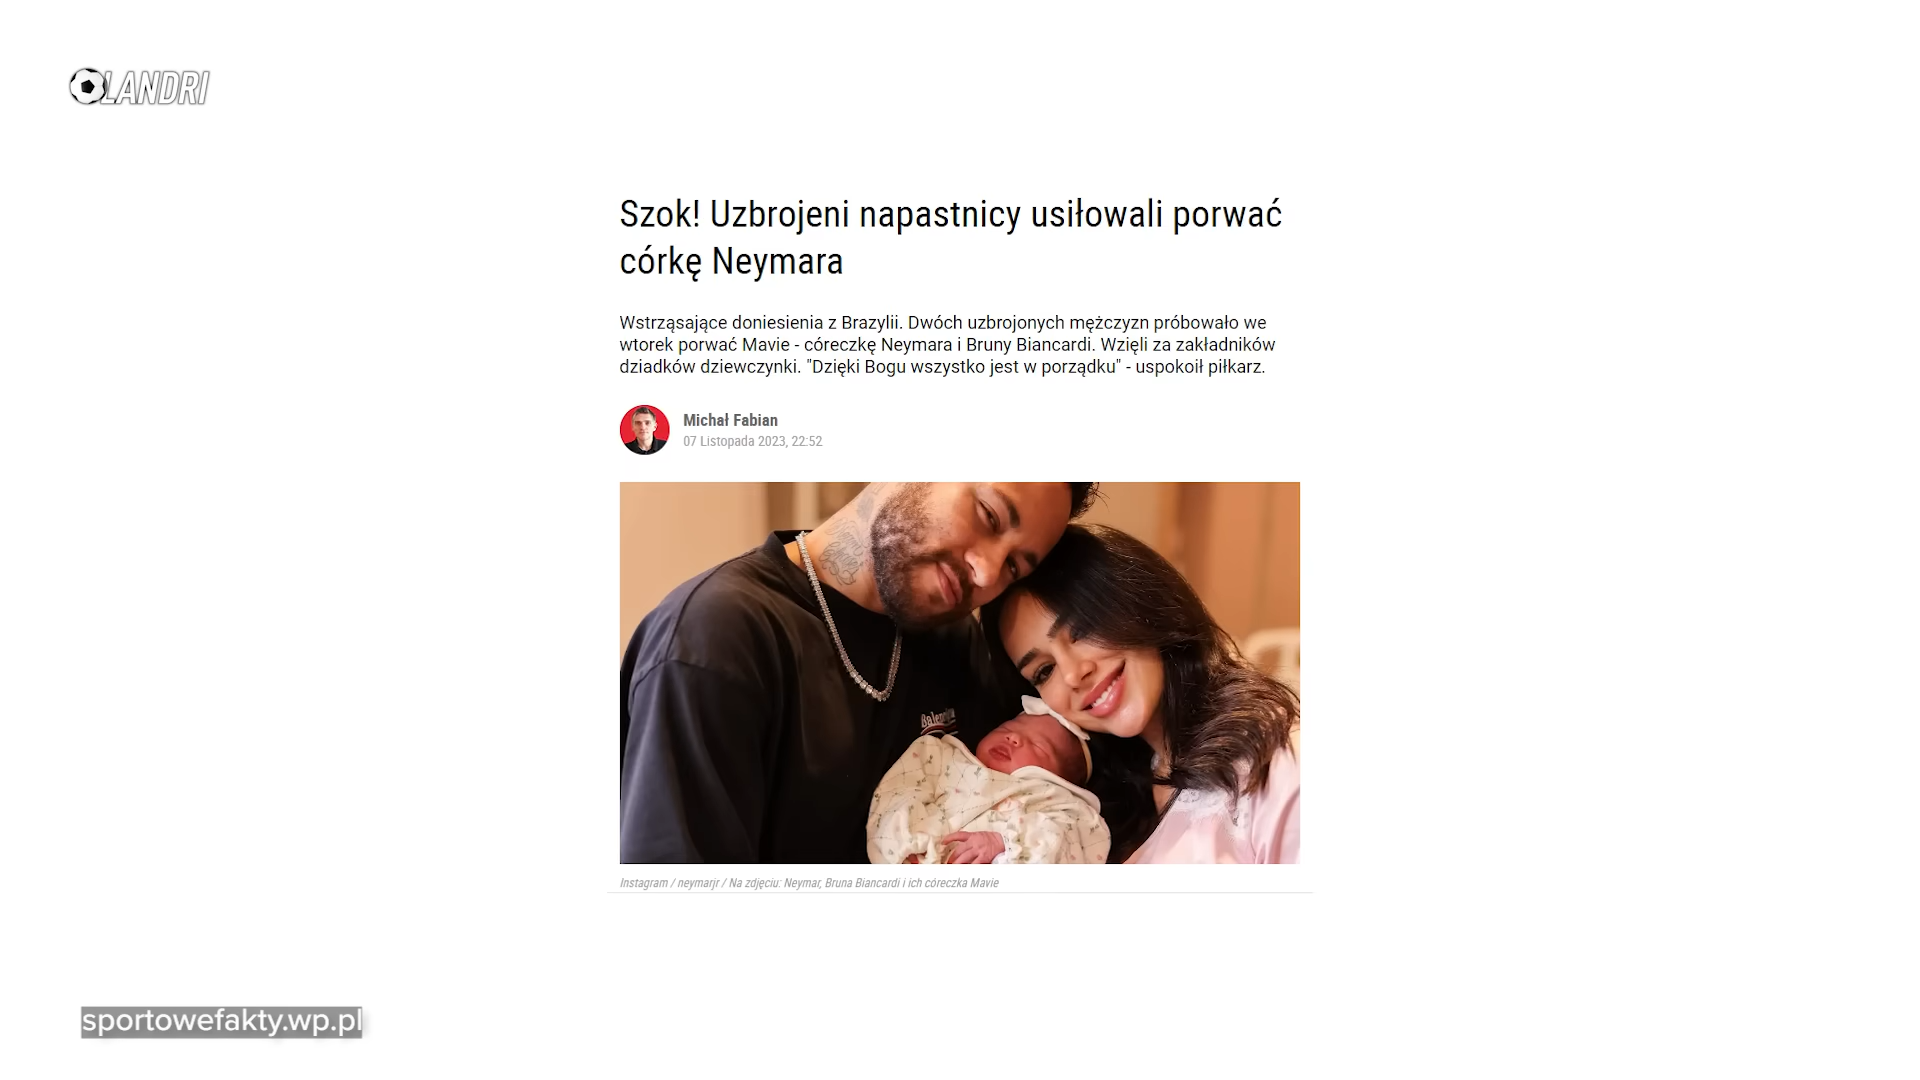 LANDRI
Szok! Uzbrojeni napastnicy usiłowali porwać
córkę Neymara
Wstrząsające doniesienia z Brazylii. Dwóch uzbrojonych mężczyzn próbowało we
wtorek porwać Mavie - córeczkę Neymara i Bruny Biancardi. Wzięli za zakładników
dziadków dziewczynki. "Dzięki Bogu wszystko jest w porządku" - uspokoił piłkarz.
Michał Fabian
07 Listopada 2023, 22:52
Instagram / neymarjr / Na zdjęciu: Neymar, Bruna Biancardi i ich córeczka Mavie
sportowefakty.wp.pl